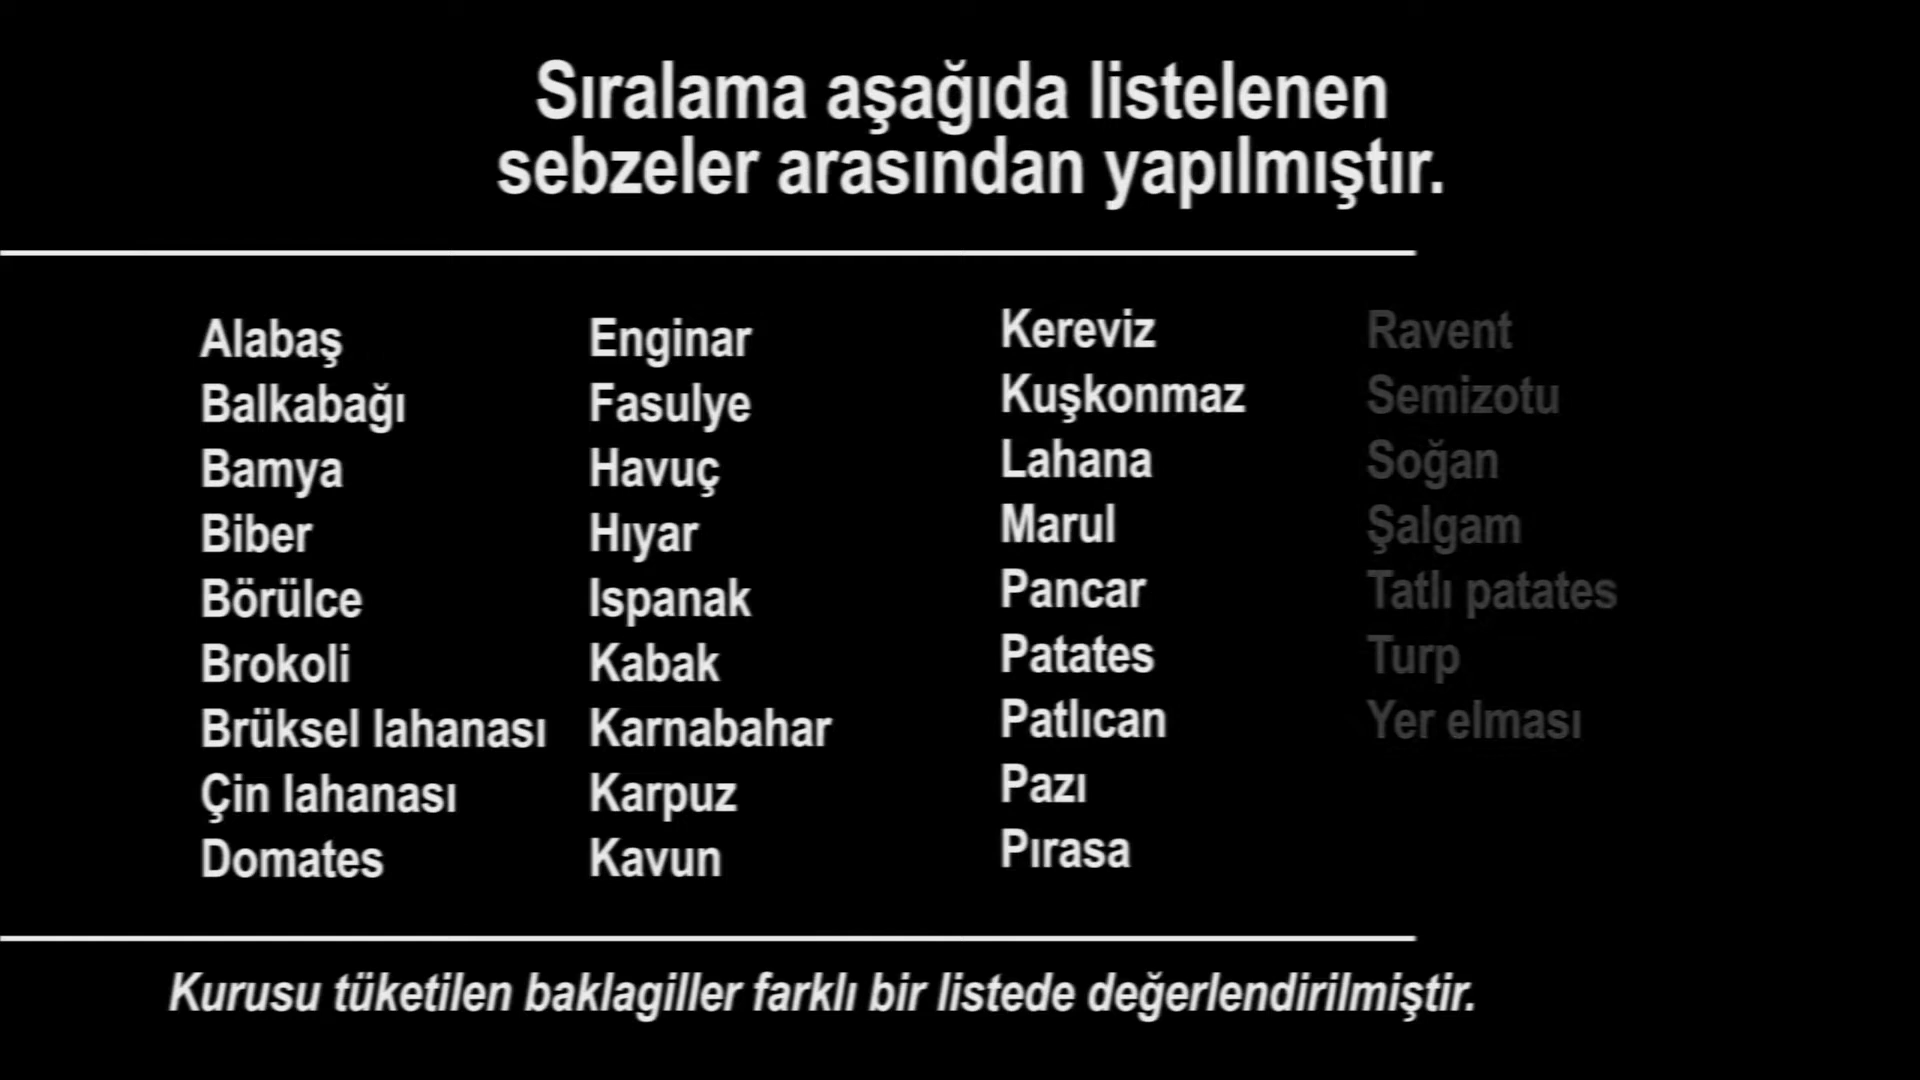 Sıralama aşağıda listelenen
sebzeler arasından yapılmıştır.
Alabaş
Balkabağı
Bamya
Biber
Börülce
Brokoli
Brüksel lahanası
Çin lahanası
Domates
Enginar
Fasulye
Havuç
Hıyar
Ispanak
Kabak
Karnabahar
Karpuz
Kavun
Kereviz
Kuşkonmaz
Lahana
Marul
Pancar
Patates
Patlıcan
Pazı
Pırasa
Ravent
Semizotu
Soğan
Şalgam
Tatlı patates
Turp
Yer elması
Kurusu tüketilen baklagiller farklı bir listede değerlendirilmiştir.